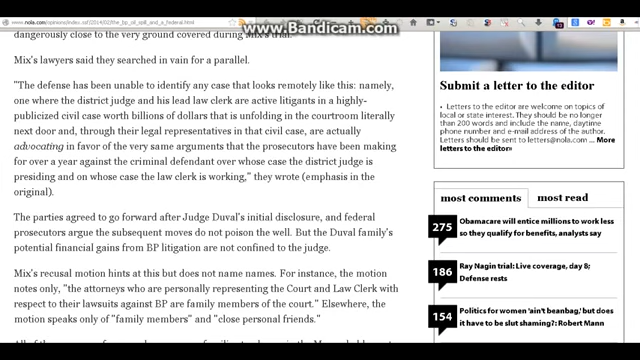 www.nola.com/opinions/index.ssf/2014/02/the_bp_oil_spill_and_a_federal.html
www.Bandicam.com
dangerously close to the very ground covered during Mix's trial.
Mix's lawyers said they searched in vain for a parallel.
"The defense has been unable to identify any case that looks remotely like this: namely,
one where the district judge and his lead law clerk are active litigants in a highly-
publicized civil case worth billions of dollars that is unfolding in the courtroom literally
next door and, through their legal representatives in that civil case, are actually
advocating in favor of the very same arguments that the prosecutors have been making
for over a year against the criminal defendant over whose case the district judge is
presiding and on whose case the law clerk is working," they wrote (emphasis in the
original).
The parties agreed to go forward after Judge Duval's initial disclosure, and federal
prosecutors argue the subsequent moves do not poison the well. But the Duval family's
potential financial gains from BP litigation are not confined to the judge.
Mix's recusal motion hints at this but does not name names. For instance, the motion
notes only, "the attorneys who are personally representing the Court and Law Clerk with
respect to their lawsuits against BP are family members of the court." Elsewhere, the
motion speaks only of "family members" and "close personal friends."
Submit a letter to the editor
• Letters to the editor are welcome on topics of
local or state interest. They should be no longer
than 200 words and include the name, daytime
phone number and e-mail address of the author.
Letters should be sent to letters@nola.com ... More
letters to the editor»
most comments
most read
275
Obamacare will entice millions to work less
so they qualify for benefits, analysts say
186
Ray Nagin trial: Live coverage, day 8;
Defense rests
154
Politics for women 'ain't beanbag,' but does
it have to be slut shaming?: Robert Mann